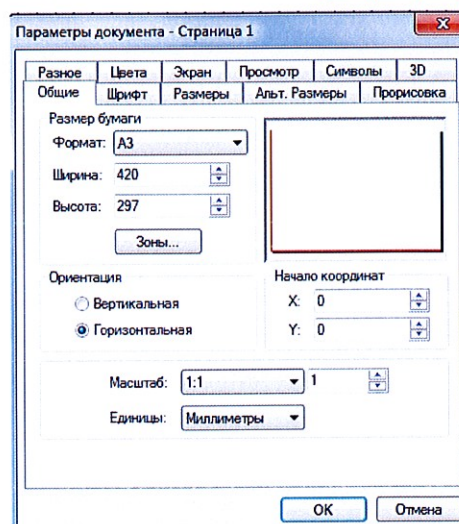 Параметры документа - Страница 1
Разное Цвета Экран Просмотр Символы 3D
Общие Шрифт Размеры Альт. Размеры Прорисовка
Размер бумаги
Формат: А3
Ширина: 420
Высота: 297
Зоны...
Ориентация
Вертикальная
Горизонтальная
Начало координат
X: 0
Y: 0
Масштаб: 1:1 1
Единицы: Миллиметры
OK Отмена